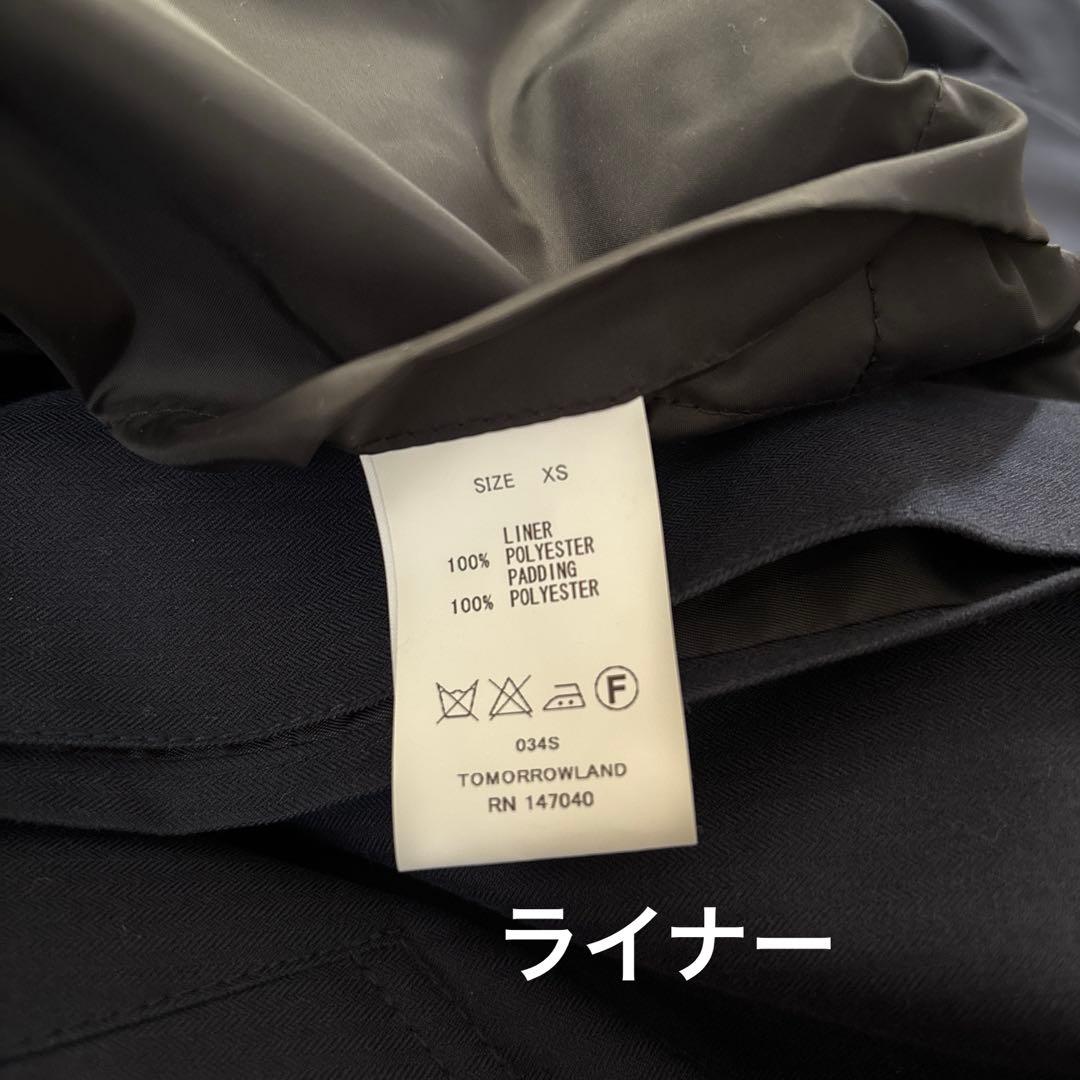 SIZE XS
LINER
100% POLYESTER
PADDING
100% POLYESTER
F
034S
TOMORROWLAND
RN 147040
ライナー